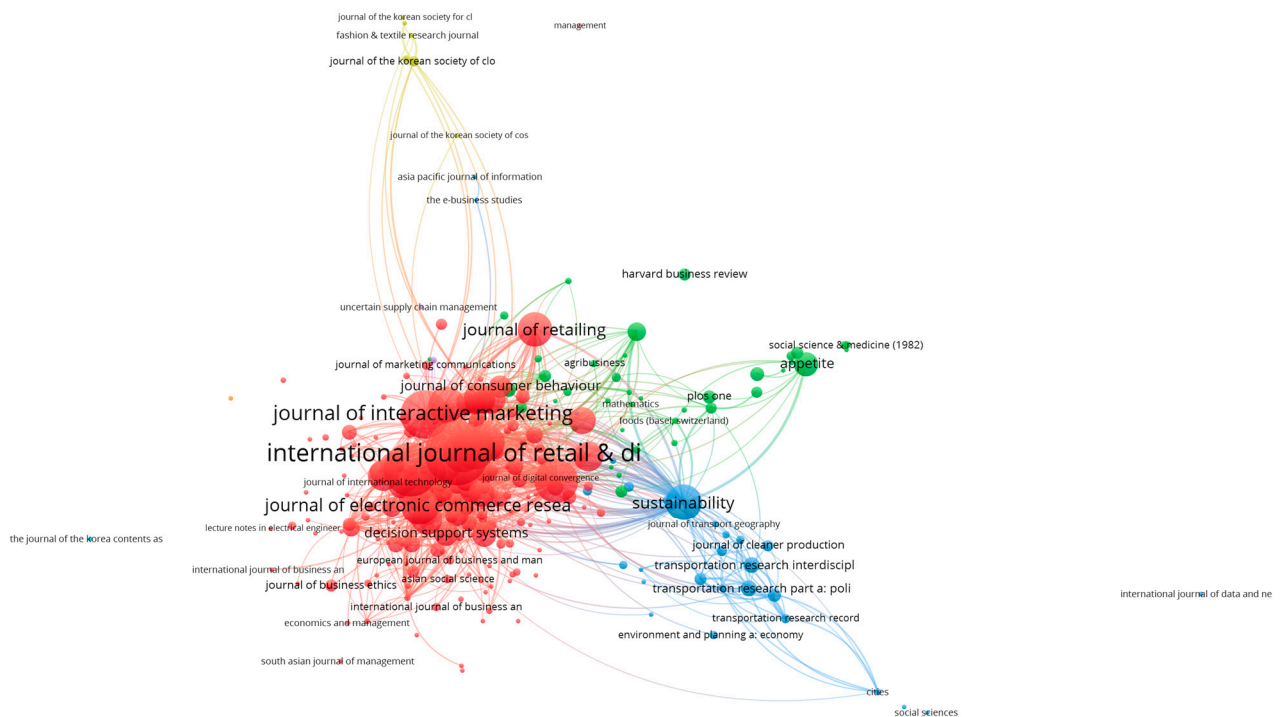 journal of the korean society for cl
management
fashion & textile research journal
journal of the korean society of clo
journal of the korean society of cos
asia pacific journal of information
the e-business studies
harvard business review
uncertain supply chain management
journal of retailing
social science & medicine (1982)
journal of marketing communications
agribusiness
appetite
journal of consumer behaviour
plos one
mathematics
journal of interactive marketing
foods (basel, switzerland)
international journal of retail & di
journal of digital convergence
journal of international technology
sustainability
journal of electronic commerce resea
journal of transport geography
lecture notes in electrical engineer
decision support systems
the journal of the korea contents as
journal of cleaner production
european journal of business and man
transportation research interdiscipl
international journal of business an
asian social science
journal of business ethics
transportation research part a: poli
international journal of data and ne
international journal of business an
transportation research record
economics and management
environment and planning a: economy
south asian journal of management
cities
social sciences